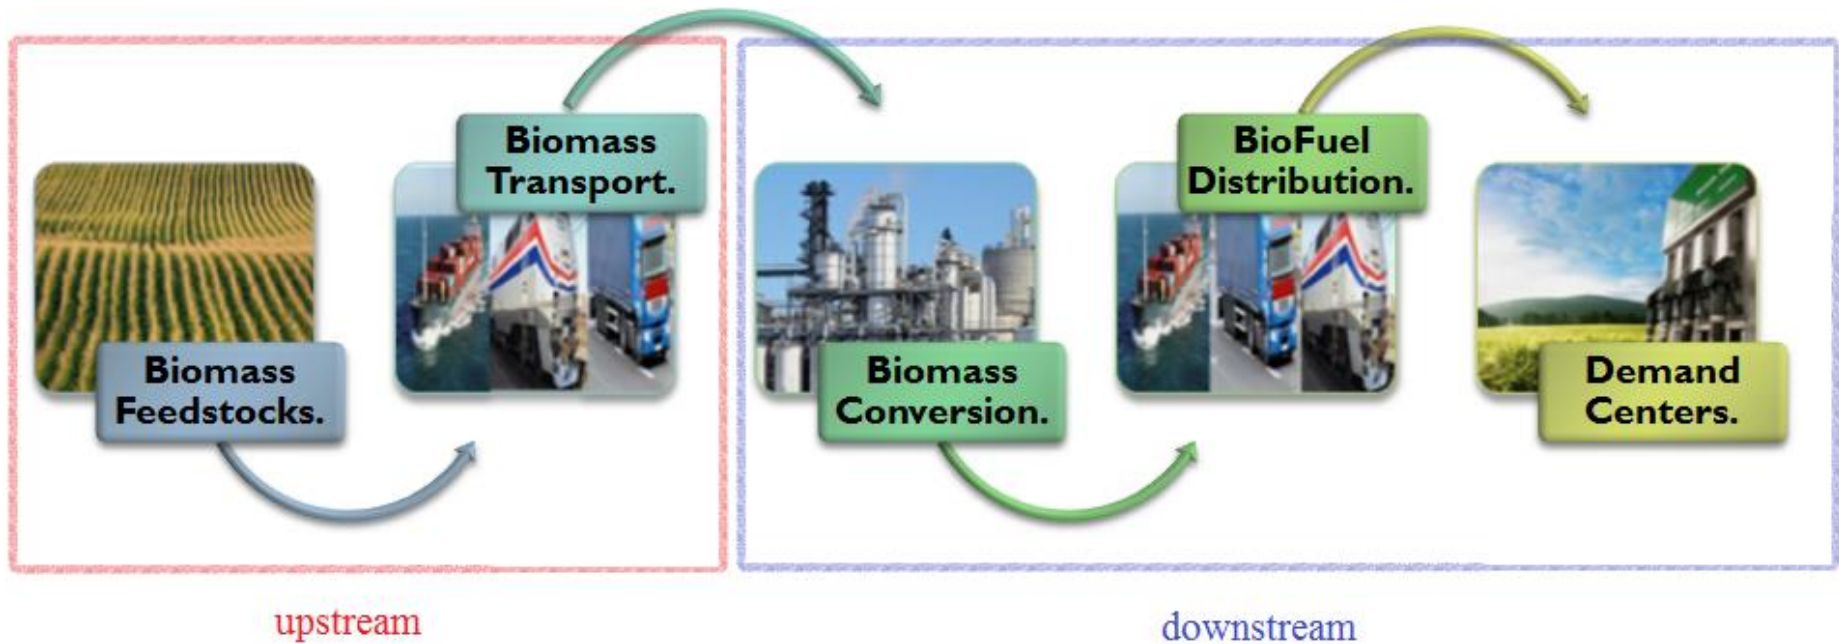 Biomass
Transport.
BioFuel
Distribution.
Biomass
Feedstocks.
Biomass
Conversion.
Demand
Centers.
upstream
downstream